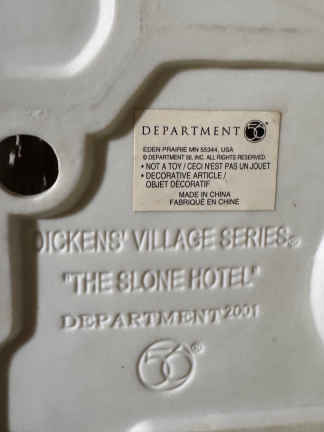 DEPARTMENT 56
EDEN PRAIRIE MN 55344, USA
© DEPARTMENT 56, INC. ALL RIGHTS RESERVED.
• NOT A TOY / CECI N'EST PAS UN JOUET
• DECORATIVE ARTICLE /
OBJET DÉCORATIF
MADE IN CHINA
FABRIQUÉ EN CHINE
DICKENS' VILLAGE SERIES®
"THE SLONE HOTEL"
DEPARTMENT 2001
56®